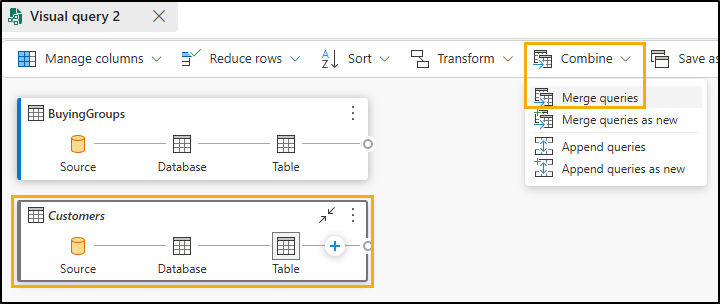 Visual query 2
Manage columns Reduce rows Sort Transform Combine Save as
Merge queries
Merge queries as new
Append queries
Append queries as new
BuyingGroups
Source Database Table
Customers
Source Database Table